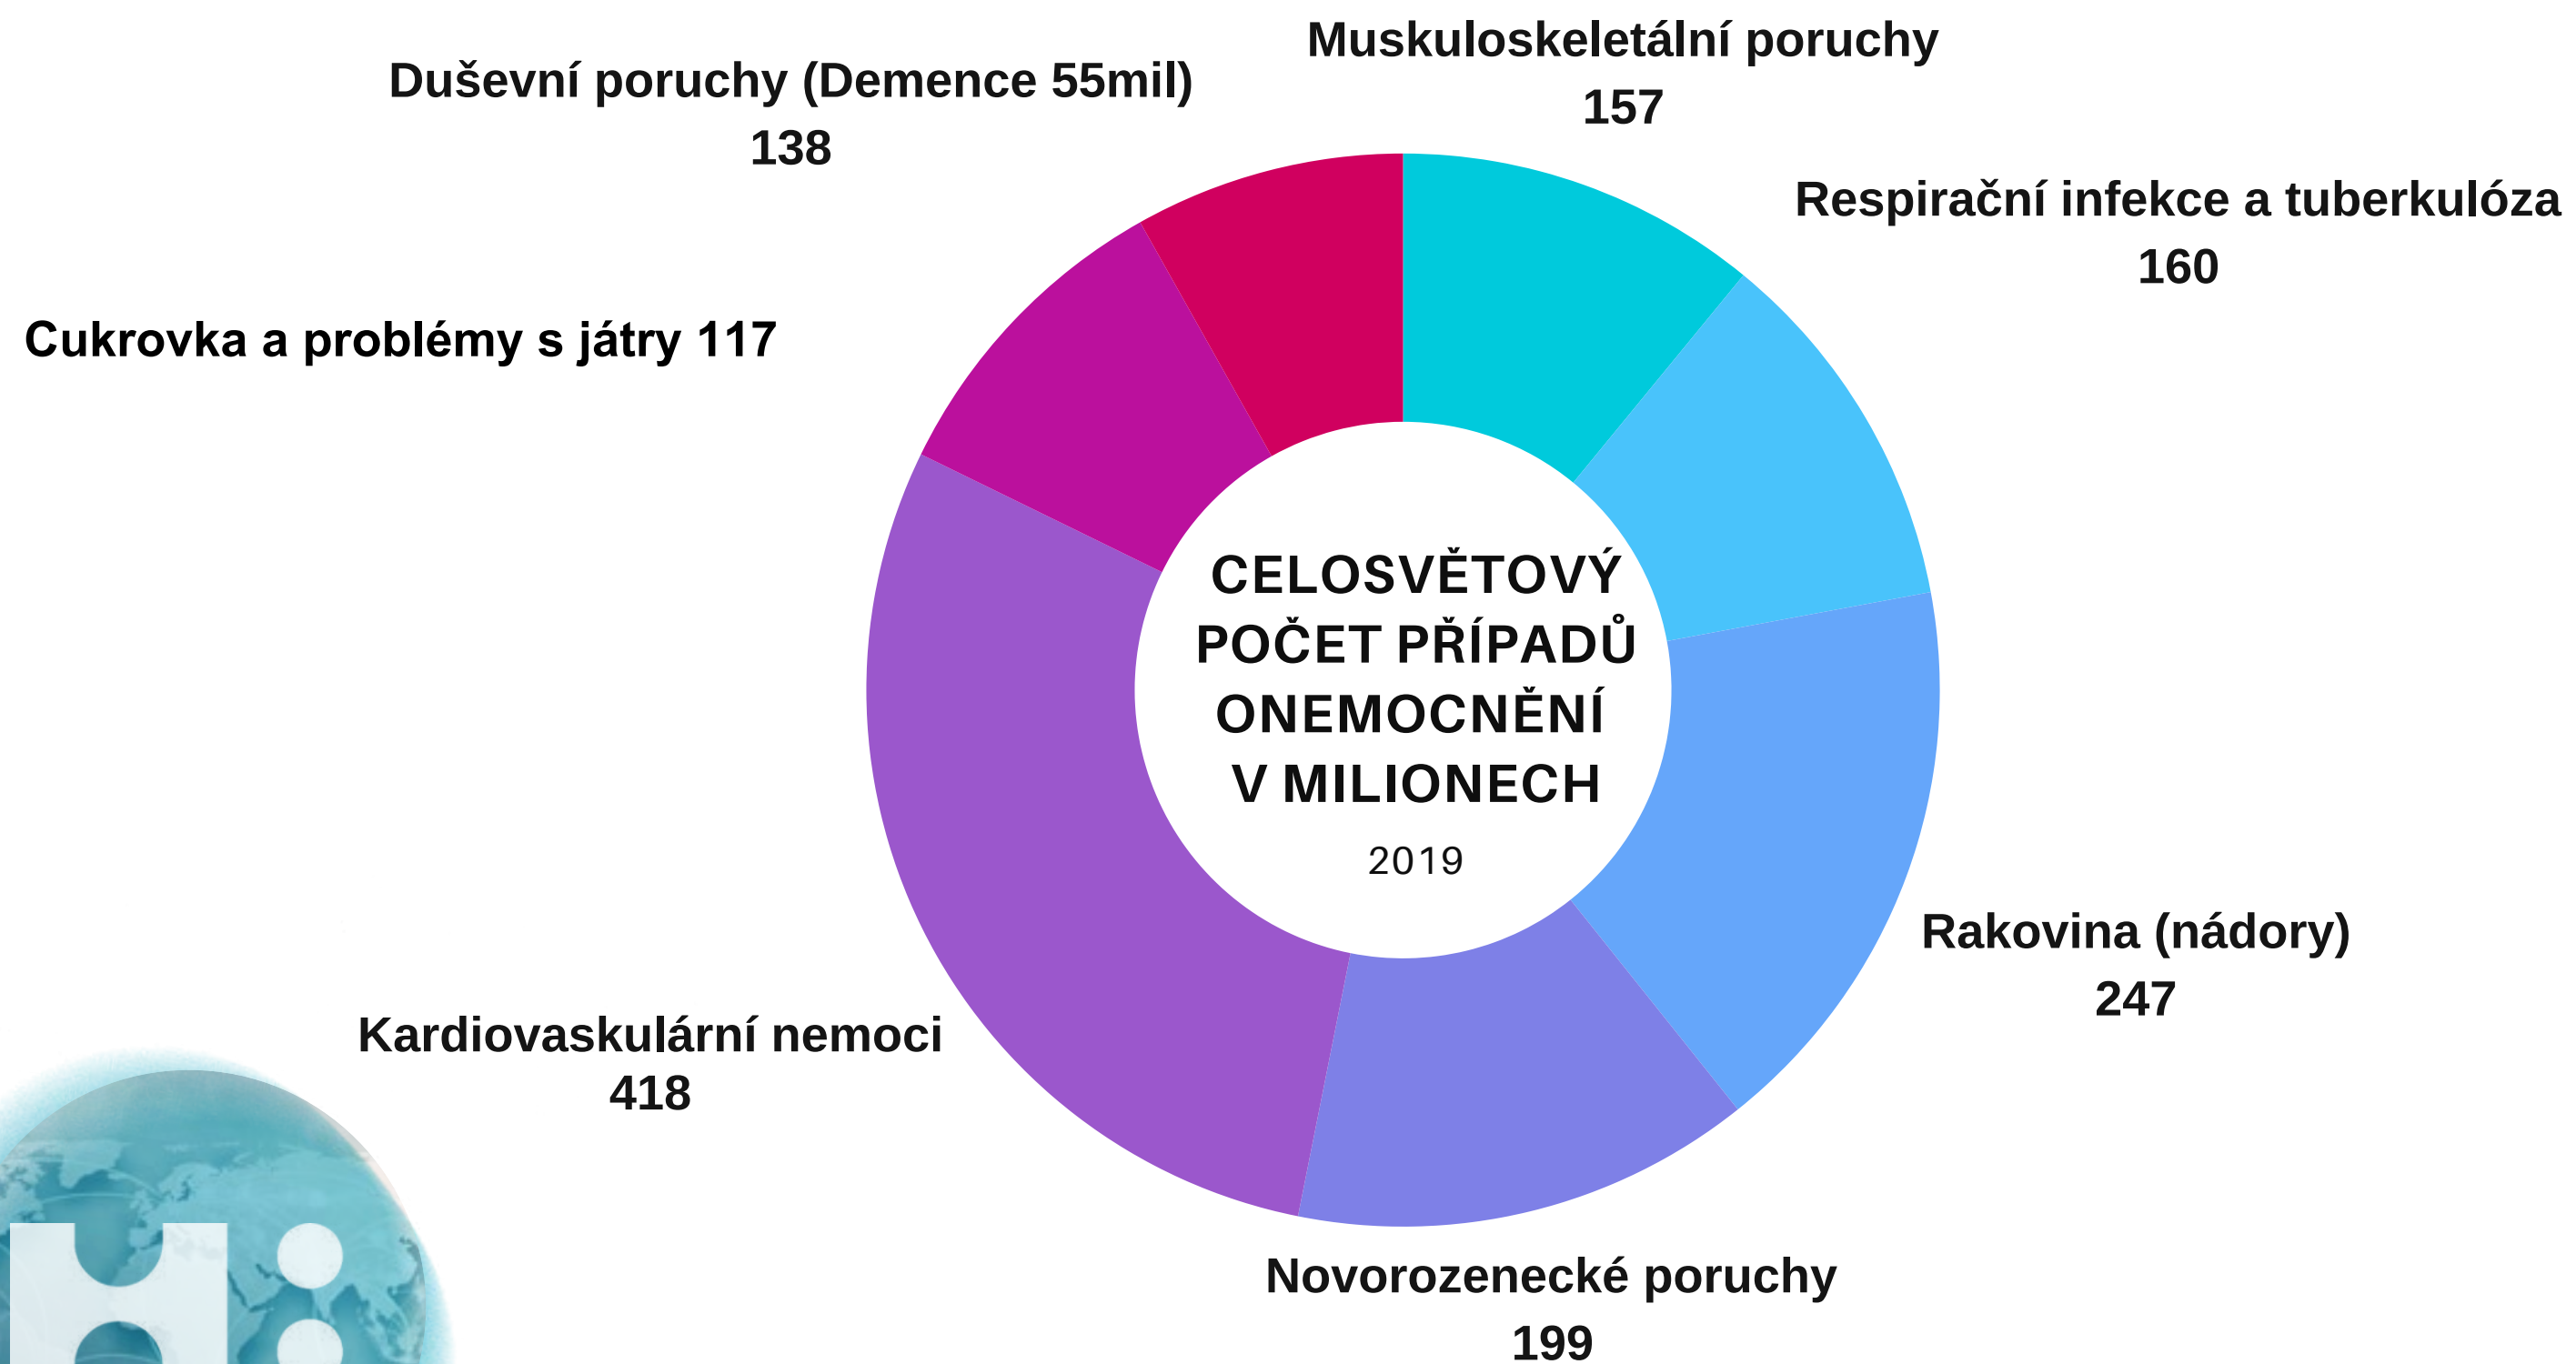 Muskuloskeletální poruchy
157
Duševní poruchy (Demence 55mil)
138
Respirační infekce a tuberkulóza
160
Cukrovka a problémy s játry 117
CELOSVĚTOVÝ
POČET PŘÍPADŮ
ONEMOCNĚNÍ
V MILIONECH
2019
Rakovina (nádory)
247
Kardiovaskulární nemoci
418
Novorozenecké poruchy
199